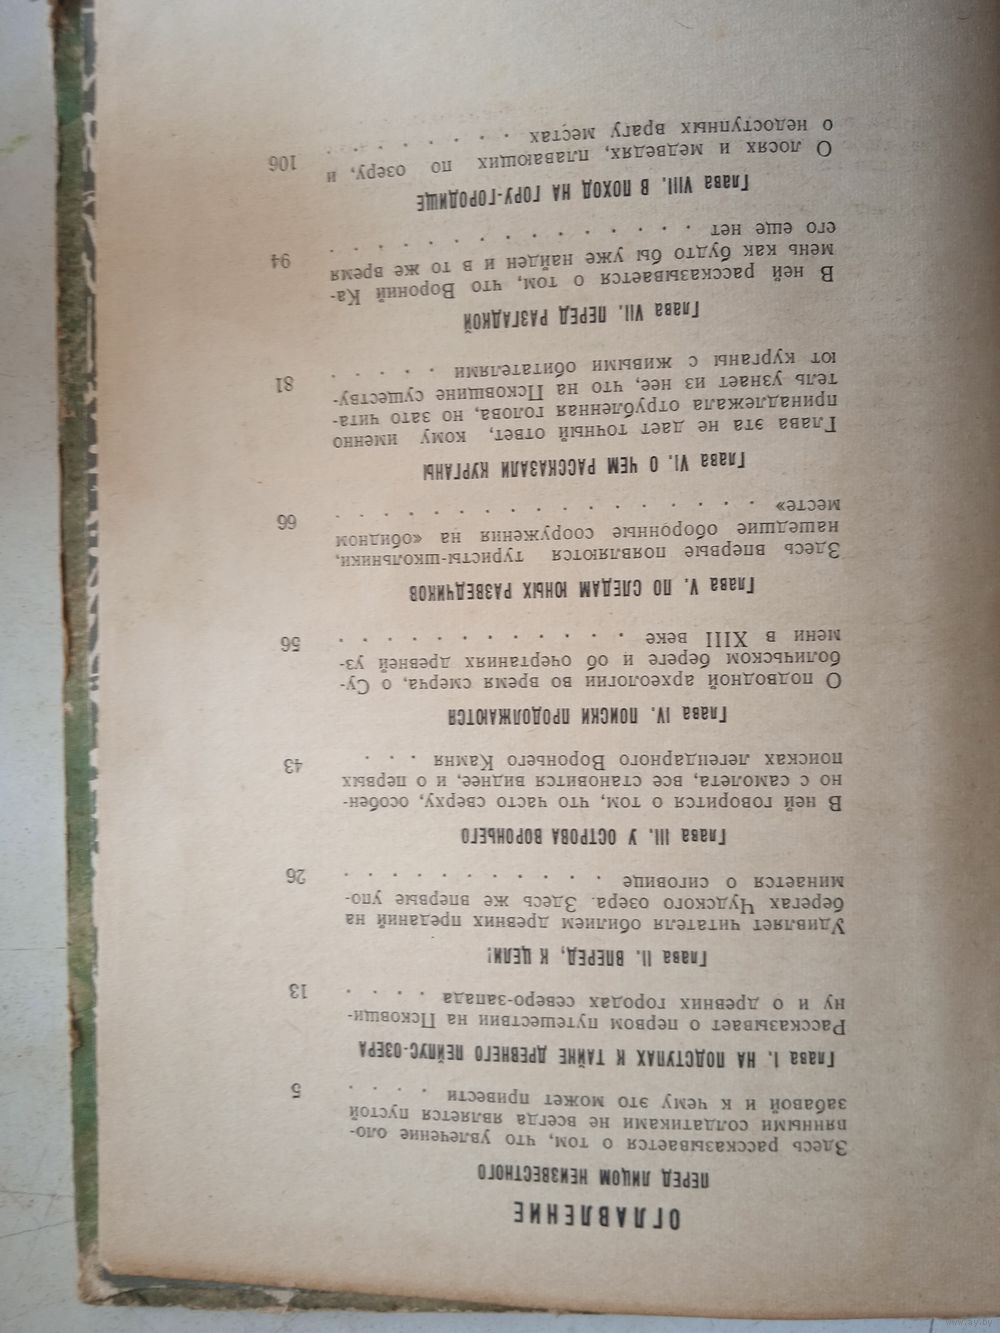 ОГЛАВЛЕНИЕ
ПЕРЕД ЛИЦОМ НЕИЗВЕСТНОГО
Здесь рассказывается о том, что увлечение оло-
вянными солдатиками не всегда является пустой
забавой и к чему это может привести . . . . 5
Глава I. НА ПОДСТУПАХ К ТАЙНЕ ДРЕВНЕГО ПЕЙПУС-ОЗЕРА
Рассказывает о первом путешествии на Псковщи-
ну и о древних городах северо-запада . . . . 13
Глава II. ВПЕРЕД, К ЦЕЛИ!
Удивляет читателя обилием древних преданий на
берегах Чудского озера. Здесь же впервые упо-
минается о сиговице . . . . . . . . . . 26
Глава III. У ОСТРОВА ВОРОНЬЕГО
В ней говорится о том, что часто сверху, особен-
но с самолета, все становится виднее, и о первых
поисках легендарного Вороньего Камня . . . 43
Глава IV. ПОИСКИ ПРОДОЛЖАЮТСЯ
О подводной археологии во время смерча, о Су-
боличьском береге и об очертаниях древней уз-
мени в XIII веке . . . . . . . . . . . 56
Глава V. ПО СЛЕДАМ ЮНЫХ РАЗВЕДЧИКОВ
Здесь впервые появляются туристы-школьники,
нашедшие оборонные сооружения на «обидном
месте» . . . . . . . . . . . . . . . . 66
Глава VI. О ЧЕМ РАССКАЗАЛИ КУРГАНЫ
Глава эта не дает точный ответ, кому именно
принадлежала отрубленная голова, но зато чита-
тель узнает из нее, что на Псковщине существу-
ют курганы с живыми обитателями . . . . . 81
Глава VII. ПЕРЕД РАЗГАДКОЙ
В ней рассказывается о том, что Вороний Ка-
мень как будто бы уже найден и в то же время
его еще нет . . . . . . . . . . . . . . 94
Глава VIII. В ПОХОД НА ГОРУ-ГОРОДИЩЕ
О лосях и медведях, плавающих по озеру, и
о недоступных врагу местах . . . . . . . 106
www.ay.by